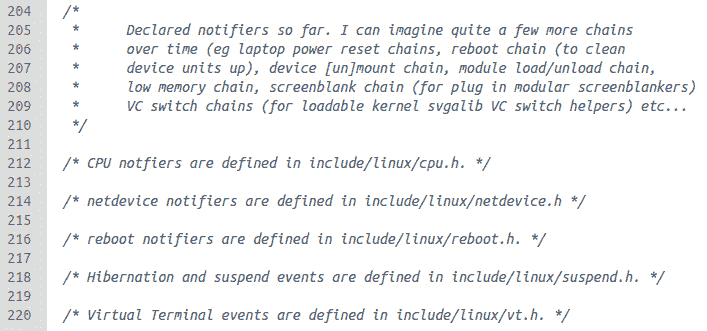 204 /*
205 * Declared notifiers so far. I can imagine quite a few more chains
206 * over time (eg laptop power reset chains, reboot chain (to clean
207 * device units up), device [un]mount chain, module load/unload chain,
208 * low memory chain, screenblank chain (for plug in modular screenblankers)
209 * VC switch chains (for loadable kernel svgalib VC switch helpers) etc...
210 */
211
212 /* CPU notfiers are defined in include/linux/cpu.h. */
213
214 /* netdevice notifiers are defined in include/linux/netdevice.h */
215
216 /* reboot notifiers are defined in include/linux/reboot.h. */
217
218 /* Hibernation and suspend events are defined in include/linux/suspend.h. */
219
220 /* Virtual Terminal events are defined in include/linux/vt.h. */